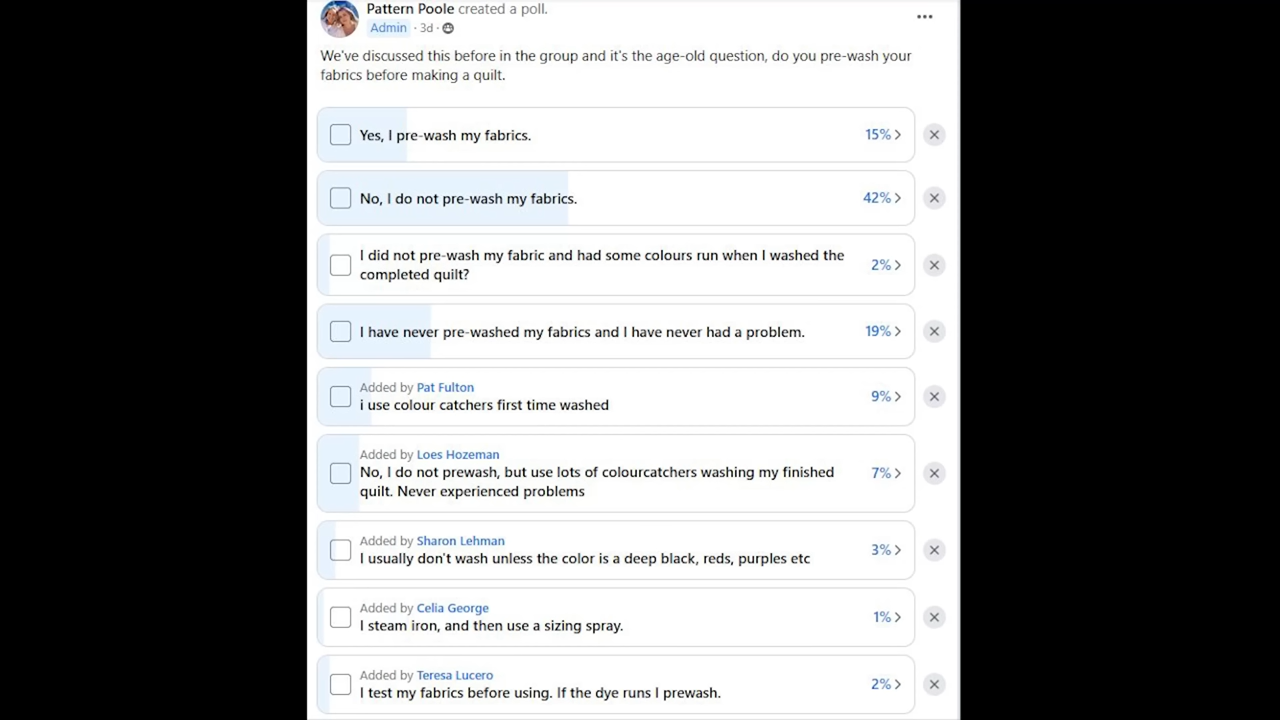 Pattern Poole created a poll.
Admin · 3d ·
We've discussed this before in the group and it's the age-old question, do you pre-wash your
fabrics before making a quilt.
Yes, I pre-wash my fabrics.
15%
No, I do not pre-wash my fabrics.
42%
I did not pre-wash my fabric and had some colours run when I washed the
completed quilt?
2%
I have never pre-washed my fabrics and I have never had a problem.
19%
Added by Pat Fulton
i use colour catchers first time washed
9%
Added by Loes Hozeman
No, I do not prewash, but use lots of colourcatchers washing my finished
quilt. Never experienced problems
7%
Added by Sharon Lehman
I usually don't wash unless the color is a deep black, reds, purples etc
3%
Added by Celia George
I steam iron, and then use a sizing spray.
1%
Added by Teresa Lucero
I test my fabrics before using. If the dye runs I prewash.
2%